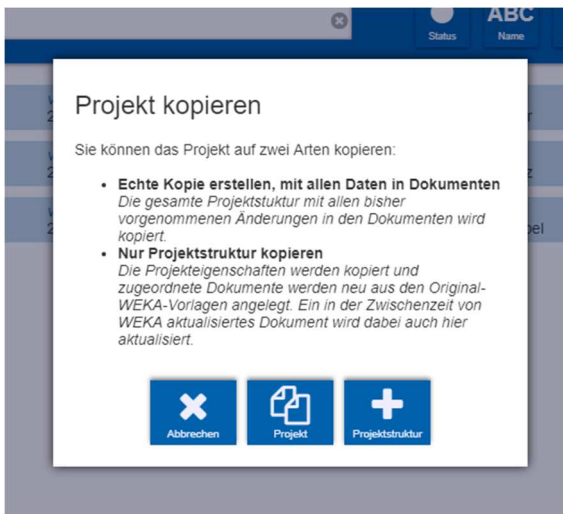 ABC
Status
Name
Projekt kopieren
Sie können das Projekt auf zwei Arten kopieren:
• Echte Kopie erstellen, mit allen Daten in Dokumenten
Die gesamte Projektstuktur mit allen bisher
vorgenommenen Änderungen in den Dokumenten wird
kopiert.
• Nur Projektstruktur kopieren
Die Projekteigenschaften werden kopiert und
zugeordnete Dokumente werden neu aus den Original-
WEKA-Vorlagen angelegt. Ein in der Zwischenzeit von
WEKA aktualisiertes Dokument wird dabei auch hier
aktualisiert.
Abbrechen
Projekt
Projektstruktur